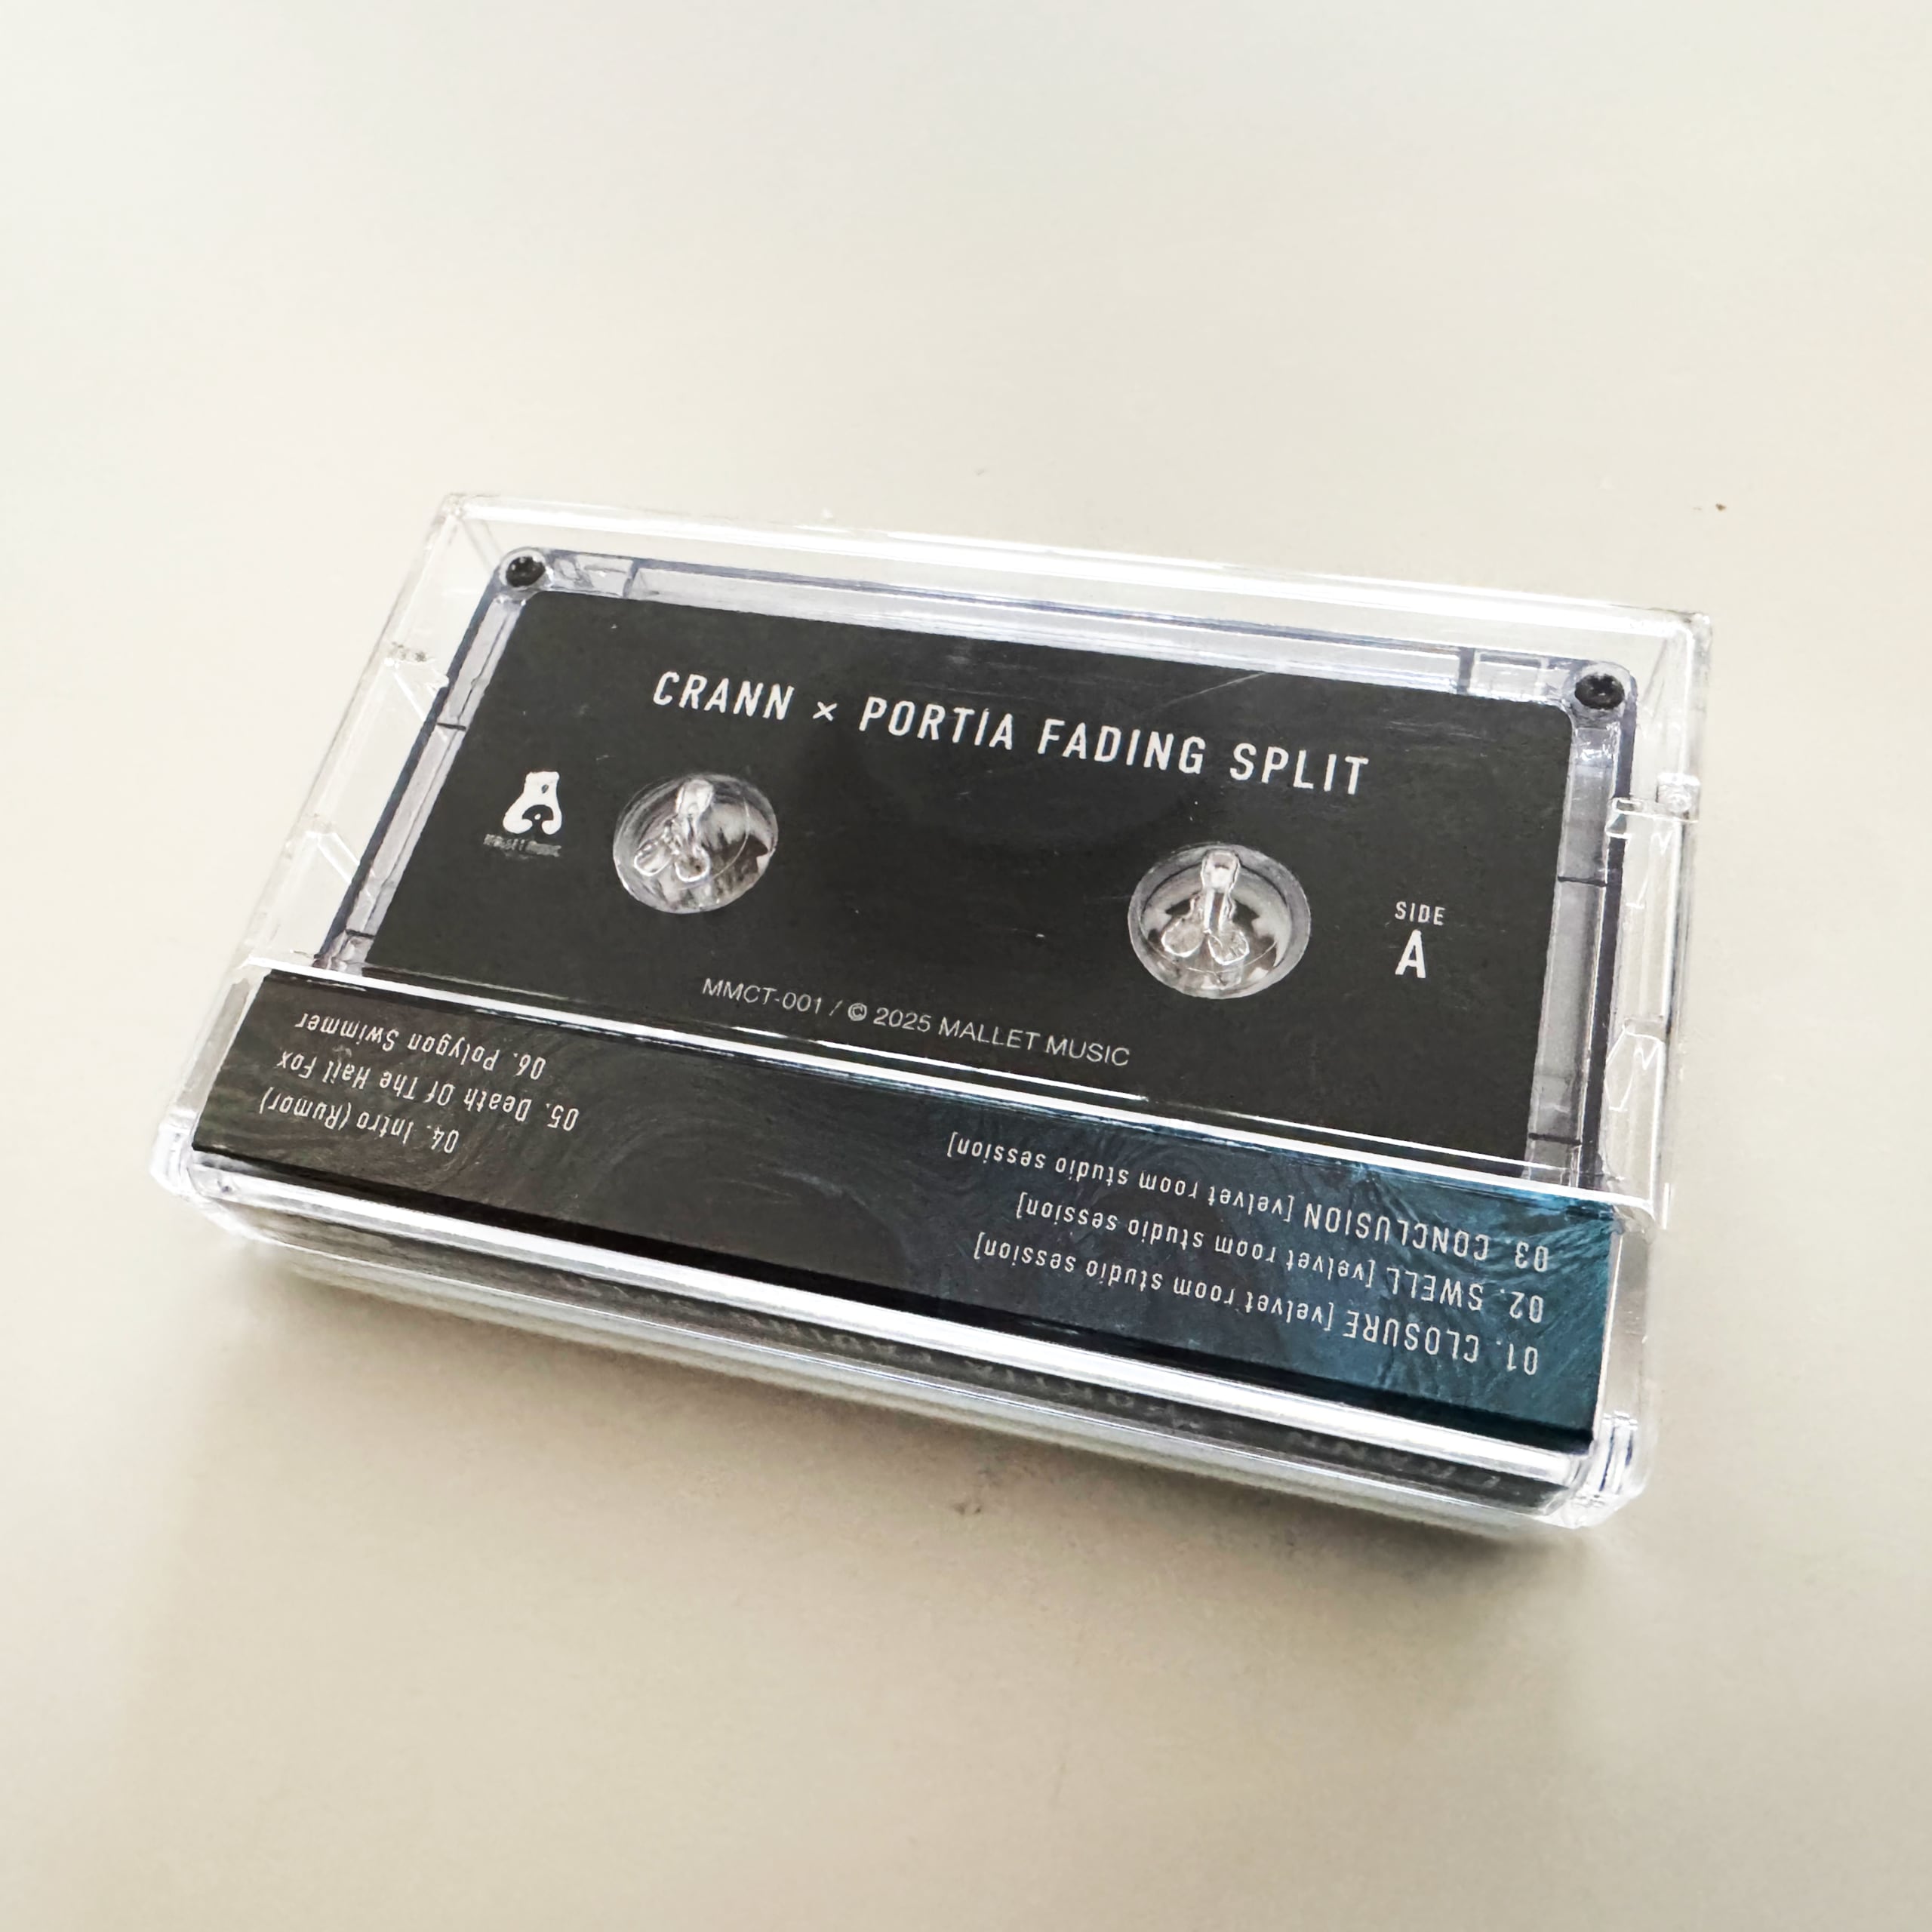 CRANN × PORTIA FADING SPLIT
MALLET MUSIC
SIDE
A
MMCT-001 / © 2025 MALLET MUSIC
01. CLOSURE [velvet room studio session]
02. SWELL [velvet room studio session]
03. CONCLUSION [velvet room studio session]
04. Intro (Rumor)
05. Death Of The Hail Fox
06. Polygon Swimmer